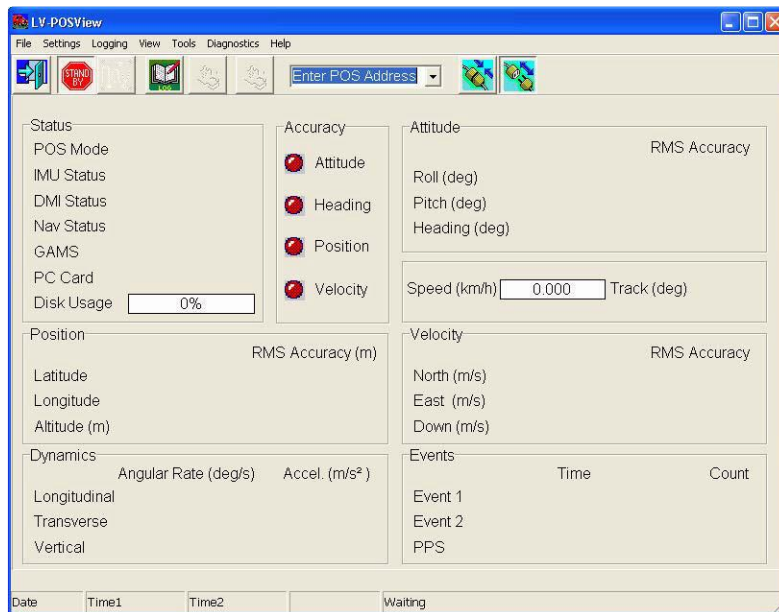 LV-POSView
File Settings Logging View Tools Diagnostics Help
STAND BY
LOG
Enter POS Address
Status
POS Mode
IMU Status
DMI Status
Nav Status
GAMS
PC Card
Disk Usage 0%
Accuracy
Attitude
Heading
Position
Velocity
Attitude
RMS Accuracy
Roll (deg)
Pitch (deg)
Heading (deg)
Speed (km/h) 0.000 Track (deg)
Position
RMS Accuracy (m)
Latitude
Longitude
Altitude (m)
Velocity
RMS Accuracy
North (m/s)
East (m/s)
Down (m/s)
Dynamics
Angular Rate (deg/s) Accel. (m/s²)
Longitudinal
Transverse
Vertical
Events
Time Count
Event 1
Event 2
PPS
Date Time1 Time2 Waiting